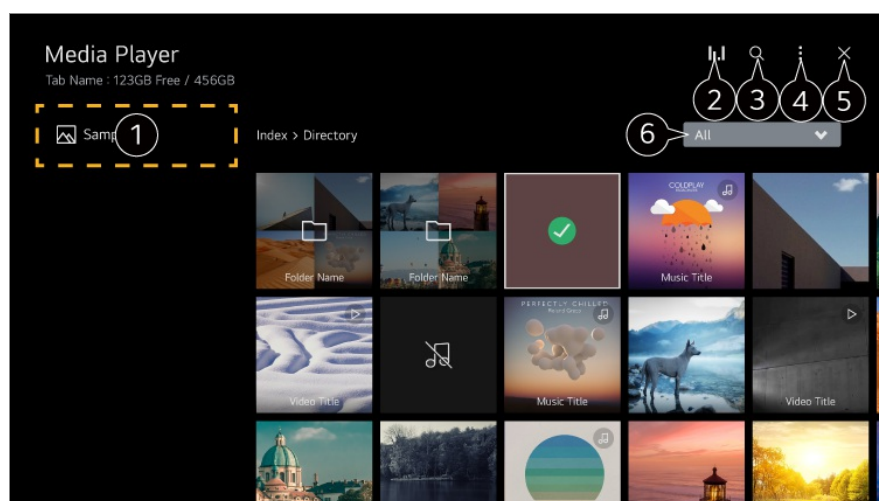 Media Player
Tab Name : 123GB Free / 456GB
2 3 4 5
Samp 1
Index > Directory
6 All
Folder Name
Folder Name
COLDPLAY
Music Title
Video Title
PERFECTLY CHILLED
Music Title
Video Title